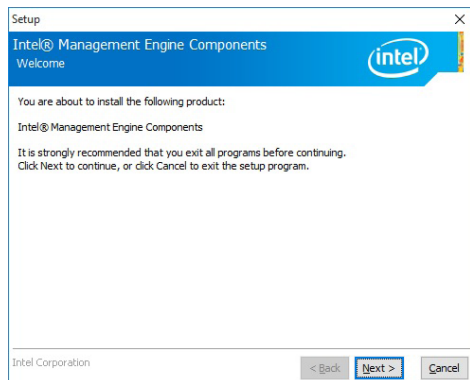 Setup
Intel® Management Engine Components
Welcome
intel
You are about to install the following product:
Intel® Management Engine Components
It is strongly recommended that you exit all programs before continuing.
Click Next to continue, or click Cancel to exit the setup program.
Intel Corporation
< Back Next > Cancel